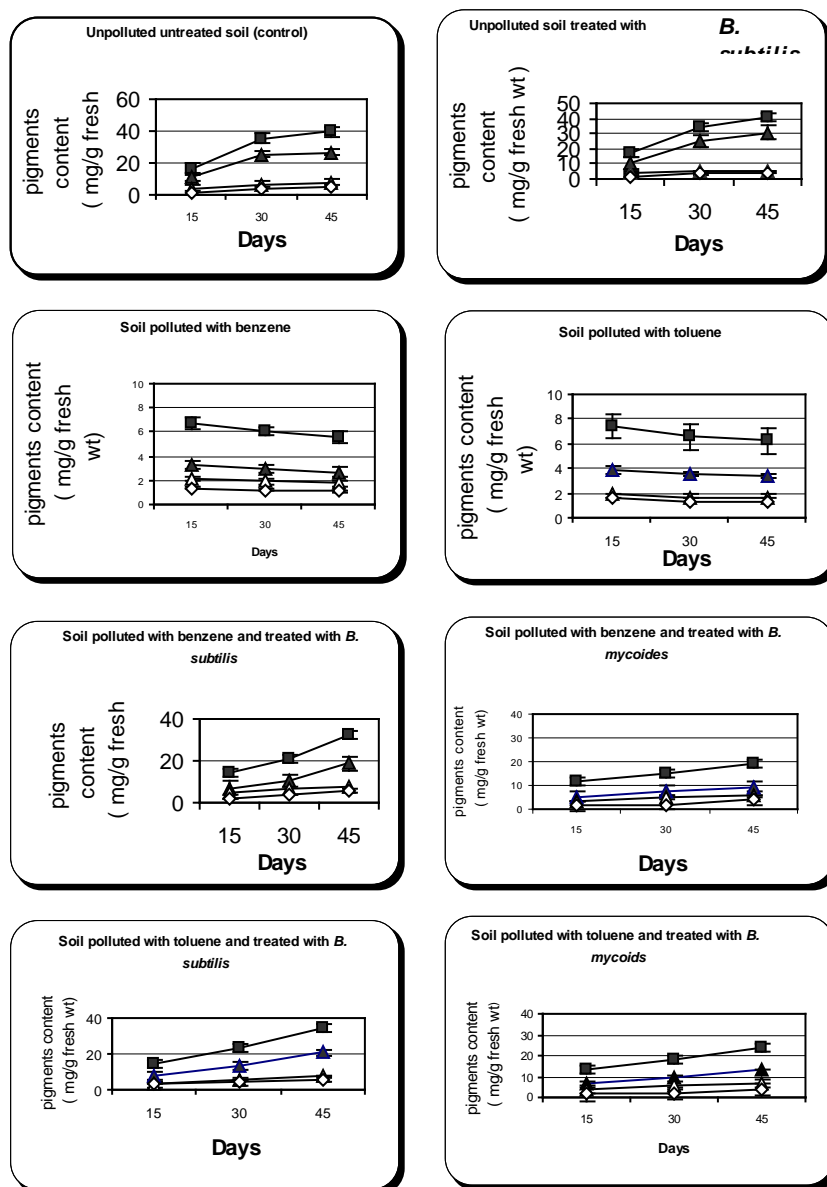 Unpolluted untreated soil (control)
pigments
content
( mg/g fresh
60
40
20
0
15 30 45
Days
Unpolluted soil treated with B.
subtilis
pigments
content
( mg/g fresh wt )
50
40
30
20
10
0
15 30 45
Days
Soil polluted with benzene
pigments content
( mg/g fresh
wt)
10
8
6
4
2
0
15 30 45
Days
Soil polluted with toluene
pigments content
( mg/g fresh
wt)
10
8
6
4
2
0
15 30 45
Days
Soil polluted with benzene and treated with B.
subtilis
pigments
content
( mg/g fresh
40
20
0
15 30 45
Days
Soil polluted with benzene and treated with B.
mycoides
pigments content
( mg/g fresh wt)
40
30
20
10
0
15 30 45
Days
Soil polluted with toluene and treated with B.
subtilis
pigments content
( mg/g fresh wt)
40
20
0
15 30 45
Days
Soil polluted with toluene and treated with B.
mycoids
pigments content
( mg/g fresh wt)
40
30
20
10
0
15 30 45
Days